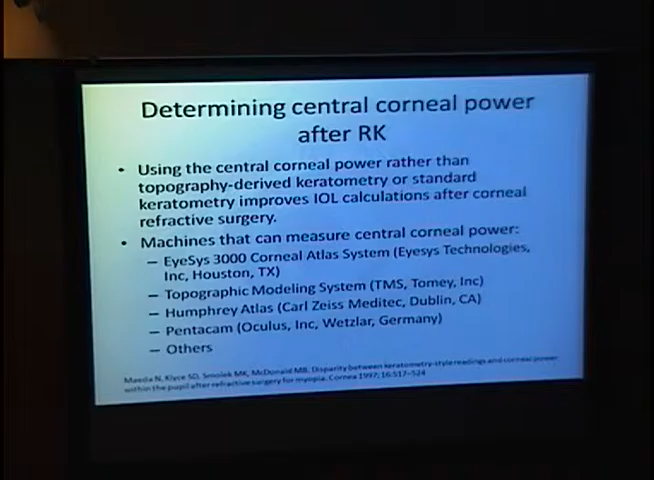 Determining central corneal power
after RK
• Using the central corneal power rather than
topography-derived keratometry or standard
keratometry improves IOL calculations after corneal
refractive surgery.
• Machines that can measure central corneal power:
– EyeSys 3000 Corneal Atlas System (Eyesys Technologies,
Inc, Houston, TX)
– Topographic Modeling System (TMS, Tomey, Inc)
– Humphrey Atlas (Carl Zeiss Meditec, Dublin, CA)
– Pentacam (Oculus, Inc, Wetzlar, Germany)
– Others
Maeda N, Klyce SD, Smolek MK, McDonald MB. Disparity between keratometry-style readings and corneal power
within the pupil after refractive surgery for myopia. Cornea 1997; 16:517–524